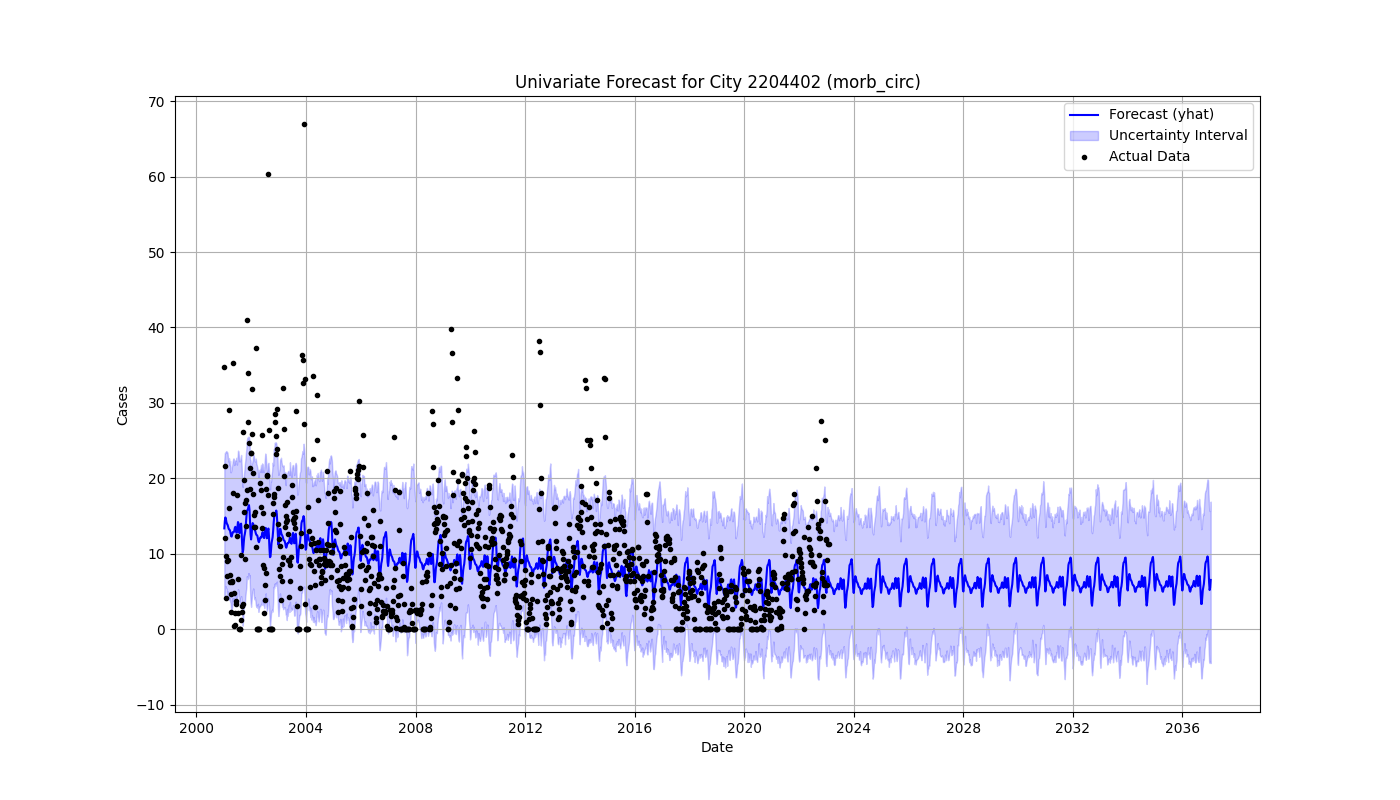 Univariate Forecast for City 2204402 (morb_circ)
Forecast (yhat)
Uncertainty Interval
Actual Data
70
60
50
40
30
20
10
0
−10
Cases
2000 2004 2008 2012 2016 2020 2024 2028 2032 2036
Date